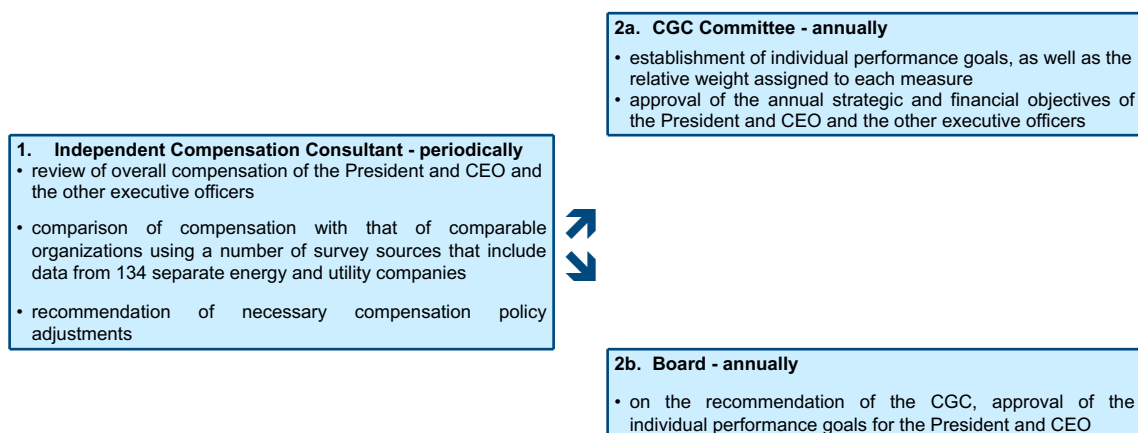 2a. CGC Committee - annually
• establishment of individual performance goals, as well as the
relative weight assigned to each measure
• approval of the annual strategic and financial objectives of
the President and CEO and the other executive officers
1. Independent Compensation Consultant - periodically
• review of overall compensation of the President and CEO and
the other executive officers
• comparison of compensation with that of comparable
organizations using a number of survey sources that include
data from 134 separate energy and utility companies
• recommendation of necessary compensation policy
adjustments
2b. Board - annually
• on the recommendation of the CGC, approval of the
individual performance goals for the President and CEO